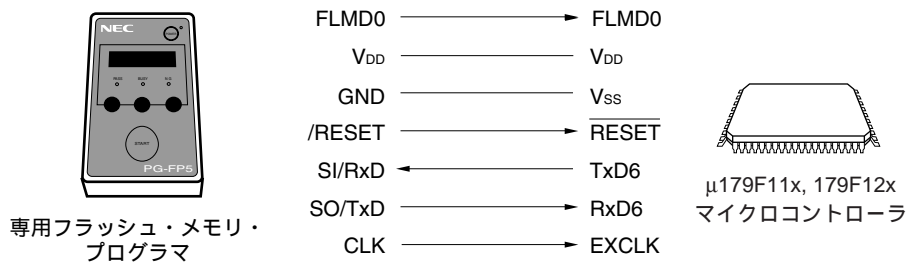 NEC
PASS BUSY N.G
START
PG-FP5
専用フラッシュ・メモリ・
プログラマ
FLMD0 FLMD0
VDD VDD
GND VSS
/RESET RESET
SI/RxD TxD6
SO/TxD RxD6
CLK EXCLK
μ179F11x, 179F12x
マイクロコントローラ